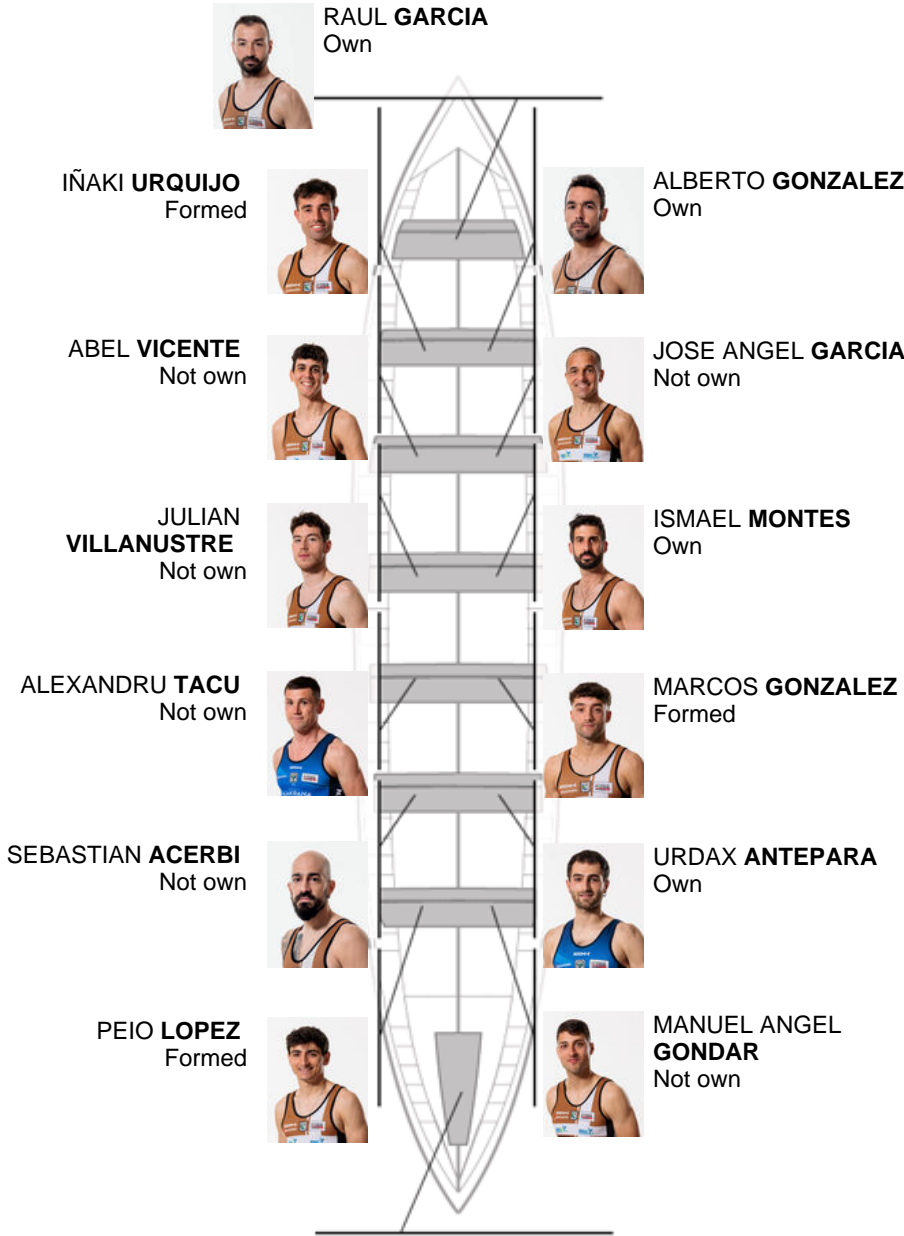 RAUL GARCIA
Own
IÑAKI URQUIJO
Formed
ALBERTO GONZALEZ
Own
ABEL VICENTE
Not own
JOSE ANGEL GARCIA
Not own
JULIAN
VILLANUSTRE
Not own
ISMAEL MONTES
Own
ALEXANDRU TACU
Not own
MARCOS GONZALEZ
Formed
SEBASTIAN ACERBI
Not own
URDAX ANTEPARA
Own
PEIO LOPEZ
Formed
MANUEL ANGEL
GONDAR
Not own